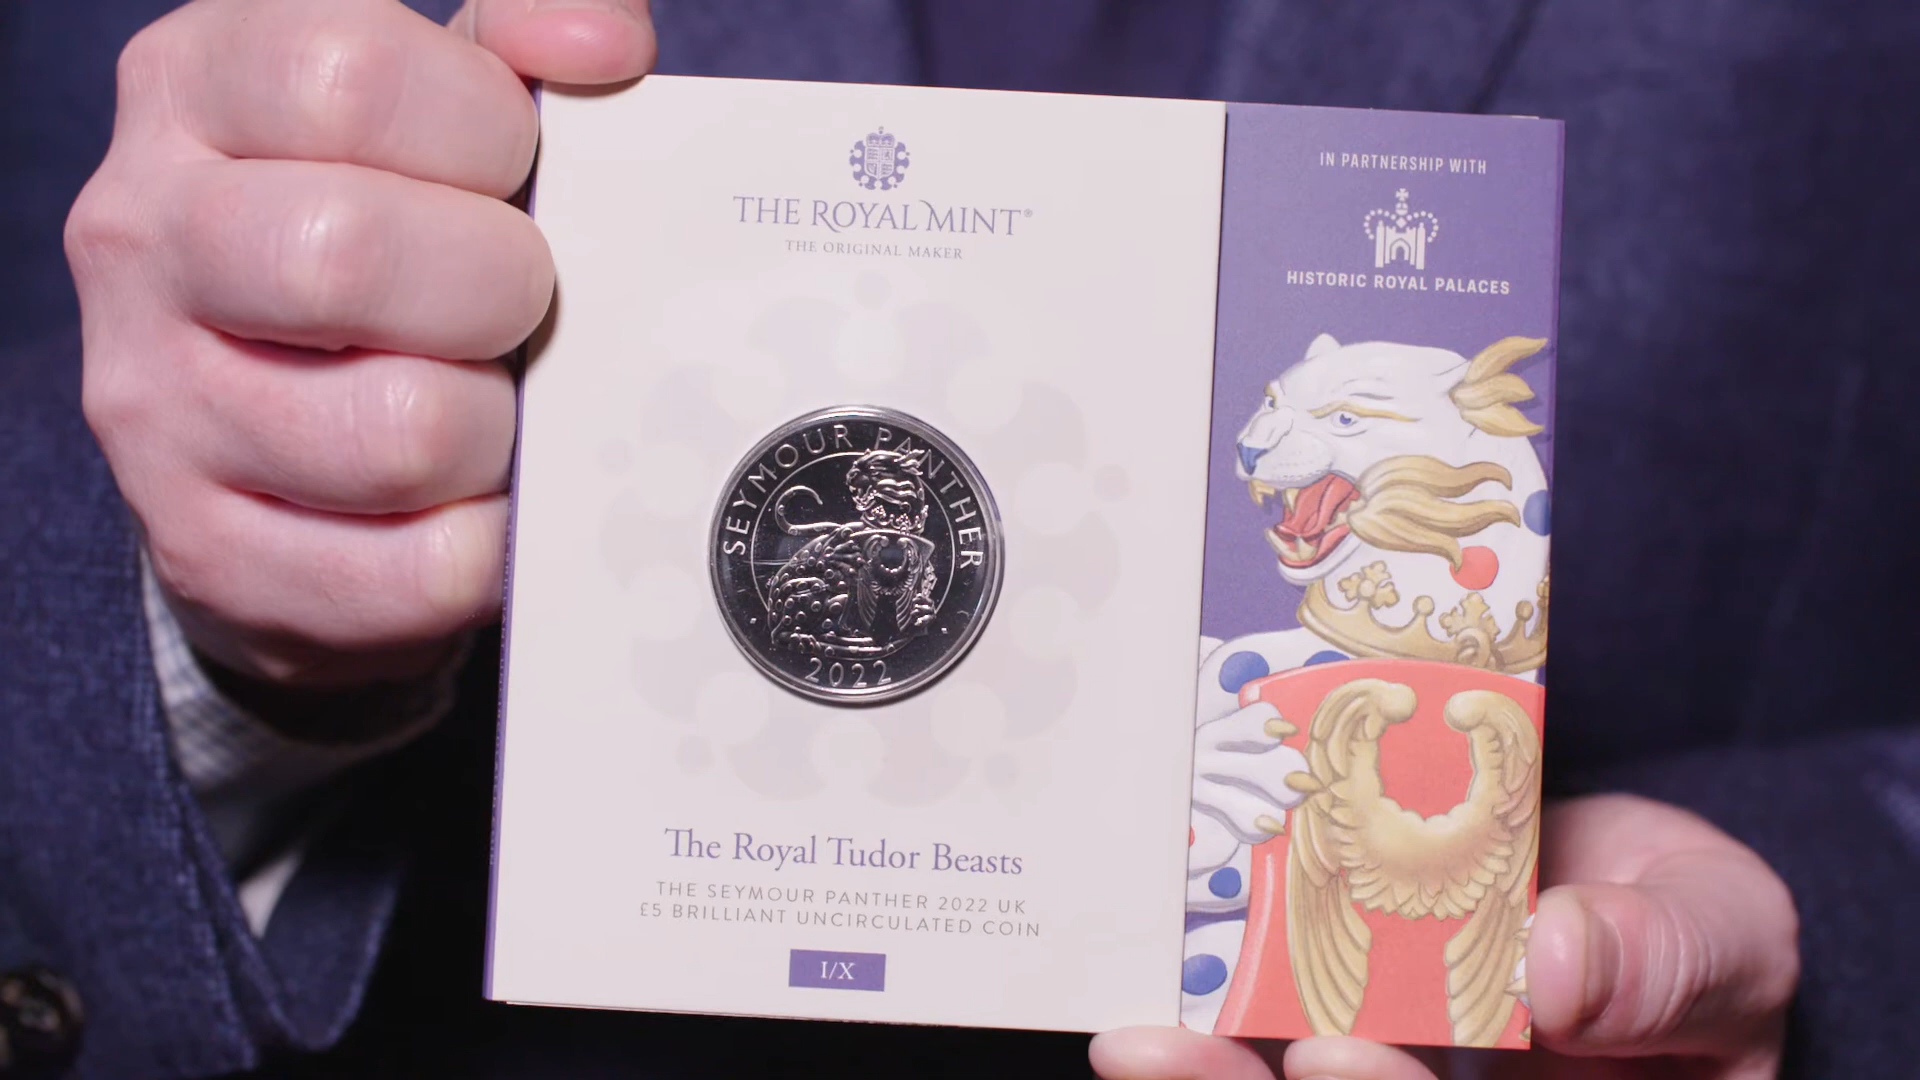 THE ROYAL MINT®
THE ORIGINAL MAKER
IN PARTNERSHIP WITH
HISTORIC ROYAL PALACES
SEYMOUR PANTHER
2022
The Royal Tudor Beasts
THE SEYMOUR PANTHER 2022 UK
£5 BRILLIANT UNCIRCULATED COIN
I/X